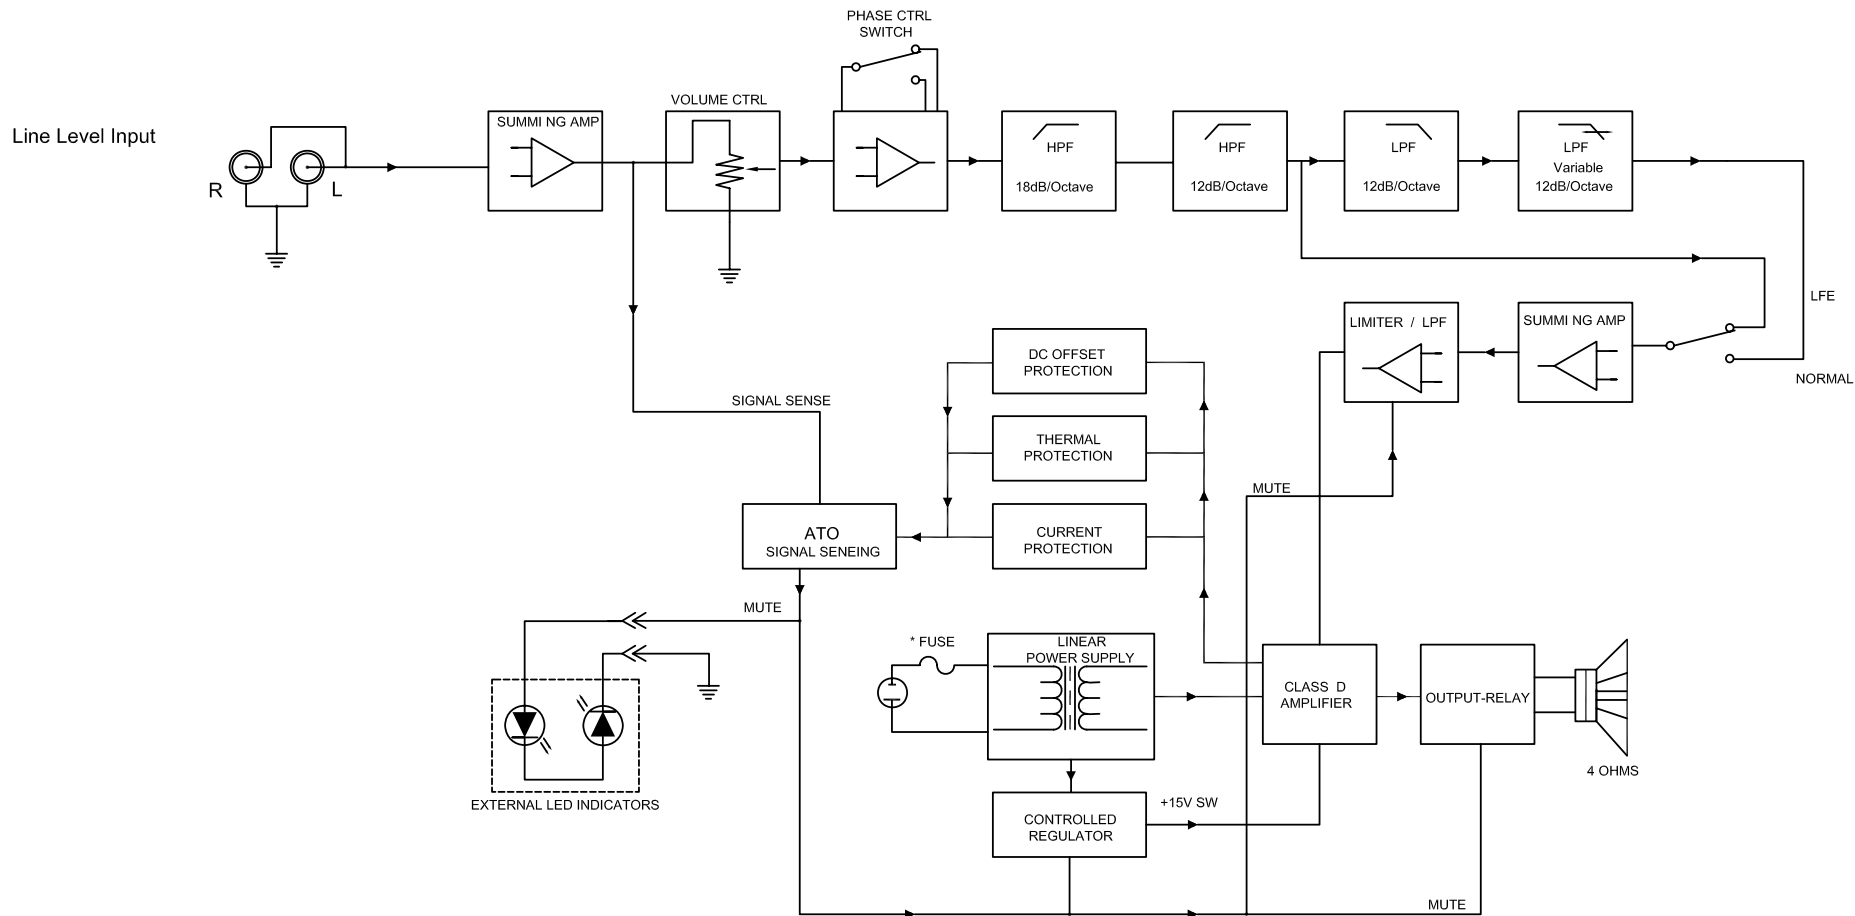 PHASE CTRL
SWITCH
VOLUME CTRL
Line Level Input
R
L
SUMMI NG AMP
HPF
18dB/Octave
HPF
12dB/Octave
LPF
12dB/Octave
LPF
Variable
12dB/Octave
LFE
NORMAL
SUMMI NG AMP
LIMITER / LPF
DC OFFSET
PROTECTION
THERMAL
PROTECTION
CURRENT
PROTECTION
SIGNAL SENSE
MUTE
ATO
SIGNAL SENEING
MUTE
* FUSE
LINEAR
POWER SUPPLY
CLASS D
AMPLIFIER
OUTPUT-RELAY
4 OHMS
EXTERNAL LED INDICATORS
+15V SW
CONTROLLED
REGULATOR
MUTE